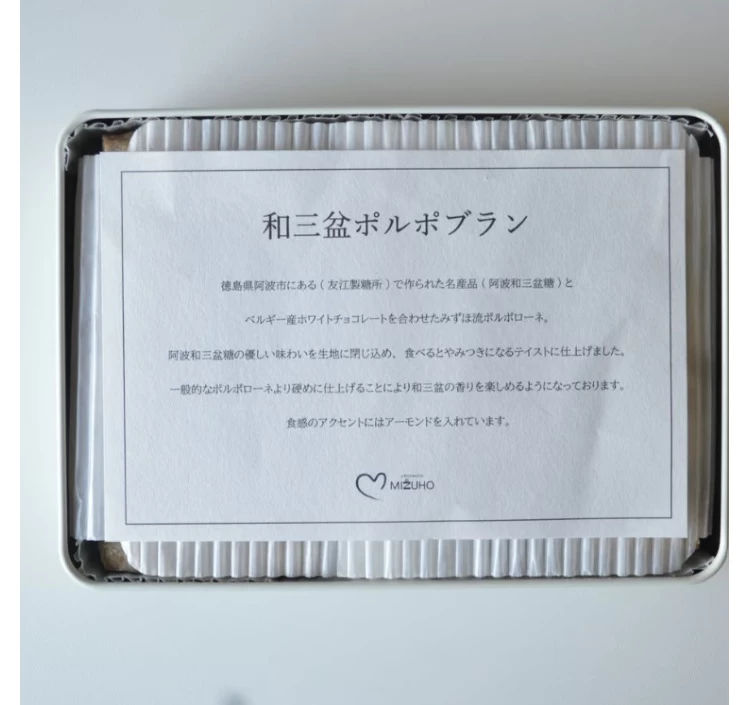 和三盆ポルポブラン
徳島県阿波市にある（友江製糖所）で作られた名産品（阿波和三盆糖）と
ベルギー産ホワイトチョコレートを合わせたみずほ流ポルボローネ。
阿波和三盆糖の優しい味わいを生地に閉じ込め、食べるとやみつきになるテイストに仕上げました。
一般的なポルポローネより硬めに仕上げることにより和三盆の香りを楽しめるようになっております。
食感のアクセントにはアーモンドを入れています。
MIZUHO